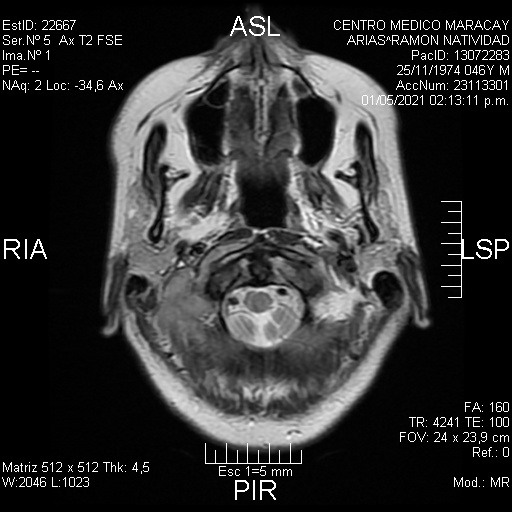 EstID: 22667
Ser.Nº 5 Ax T2 FSE
Ima.Nº 1
PE= --
NAq: 2 Loc: -34,6 Ax
ASL
CENTRO MEDICO MARACAY
ARIAS^RAMON NATIVIDAD
PacID: 13072283
25/11/1974 046Y M
AccNum: 23113301
01/05/2021 02:13:11 p.m.
RIA
LSP
FA: 160
TR: 4241 TE: 100
FOV: 24 x 23,9 cm
Ref.: 0
Matriz 512 x 512 Thk: 4,5
W:2046 L:1023
Esc 1=5 mm
PIR
Mod.: MR